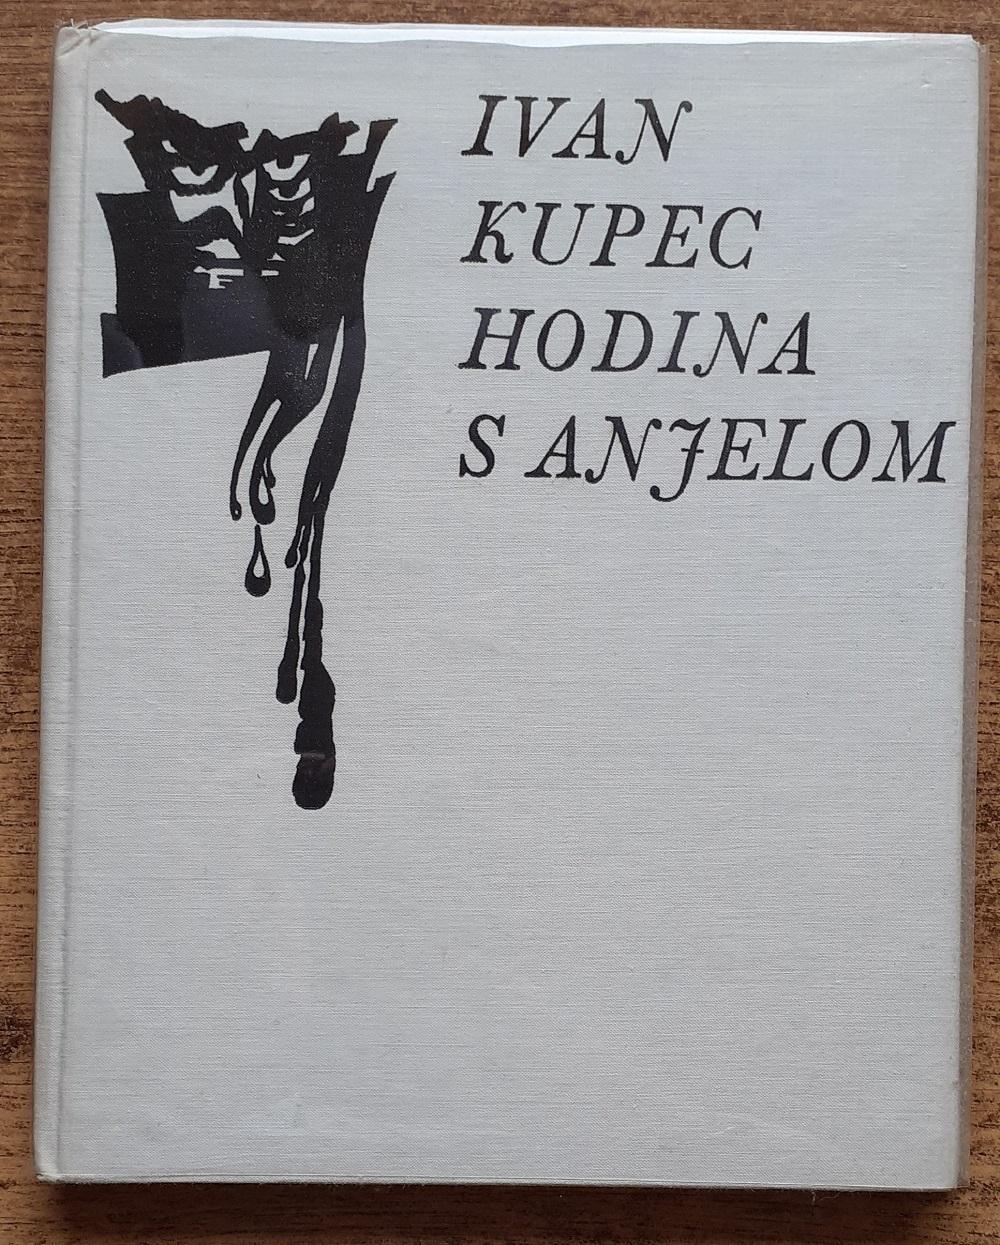 IVAN
KUPEC
HODINA
S ANJELOM